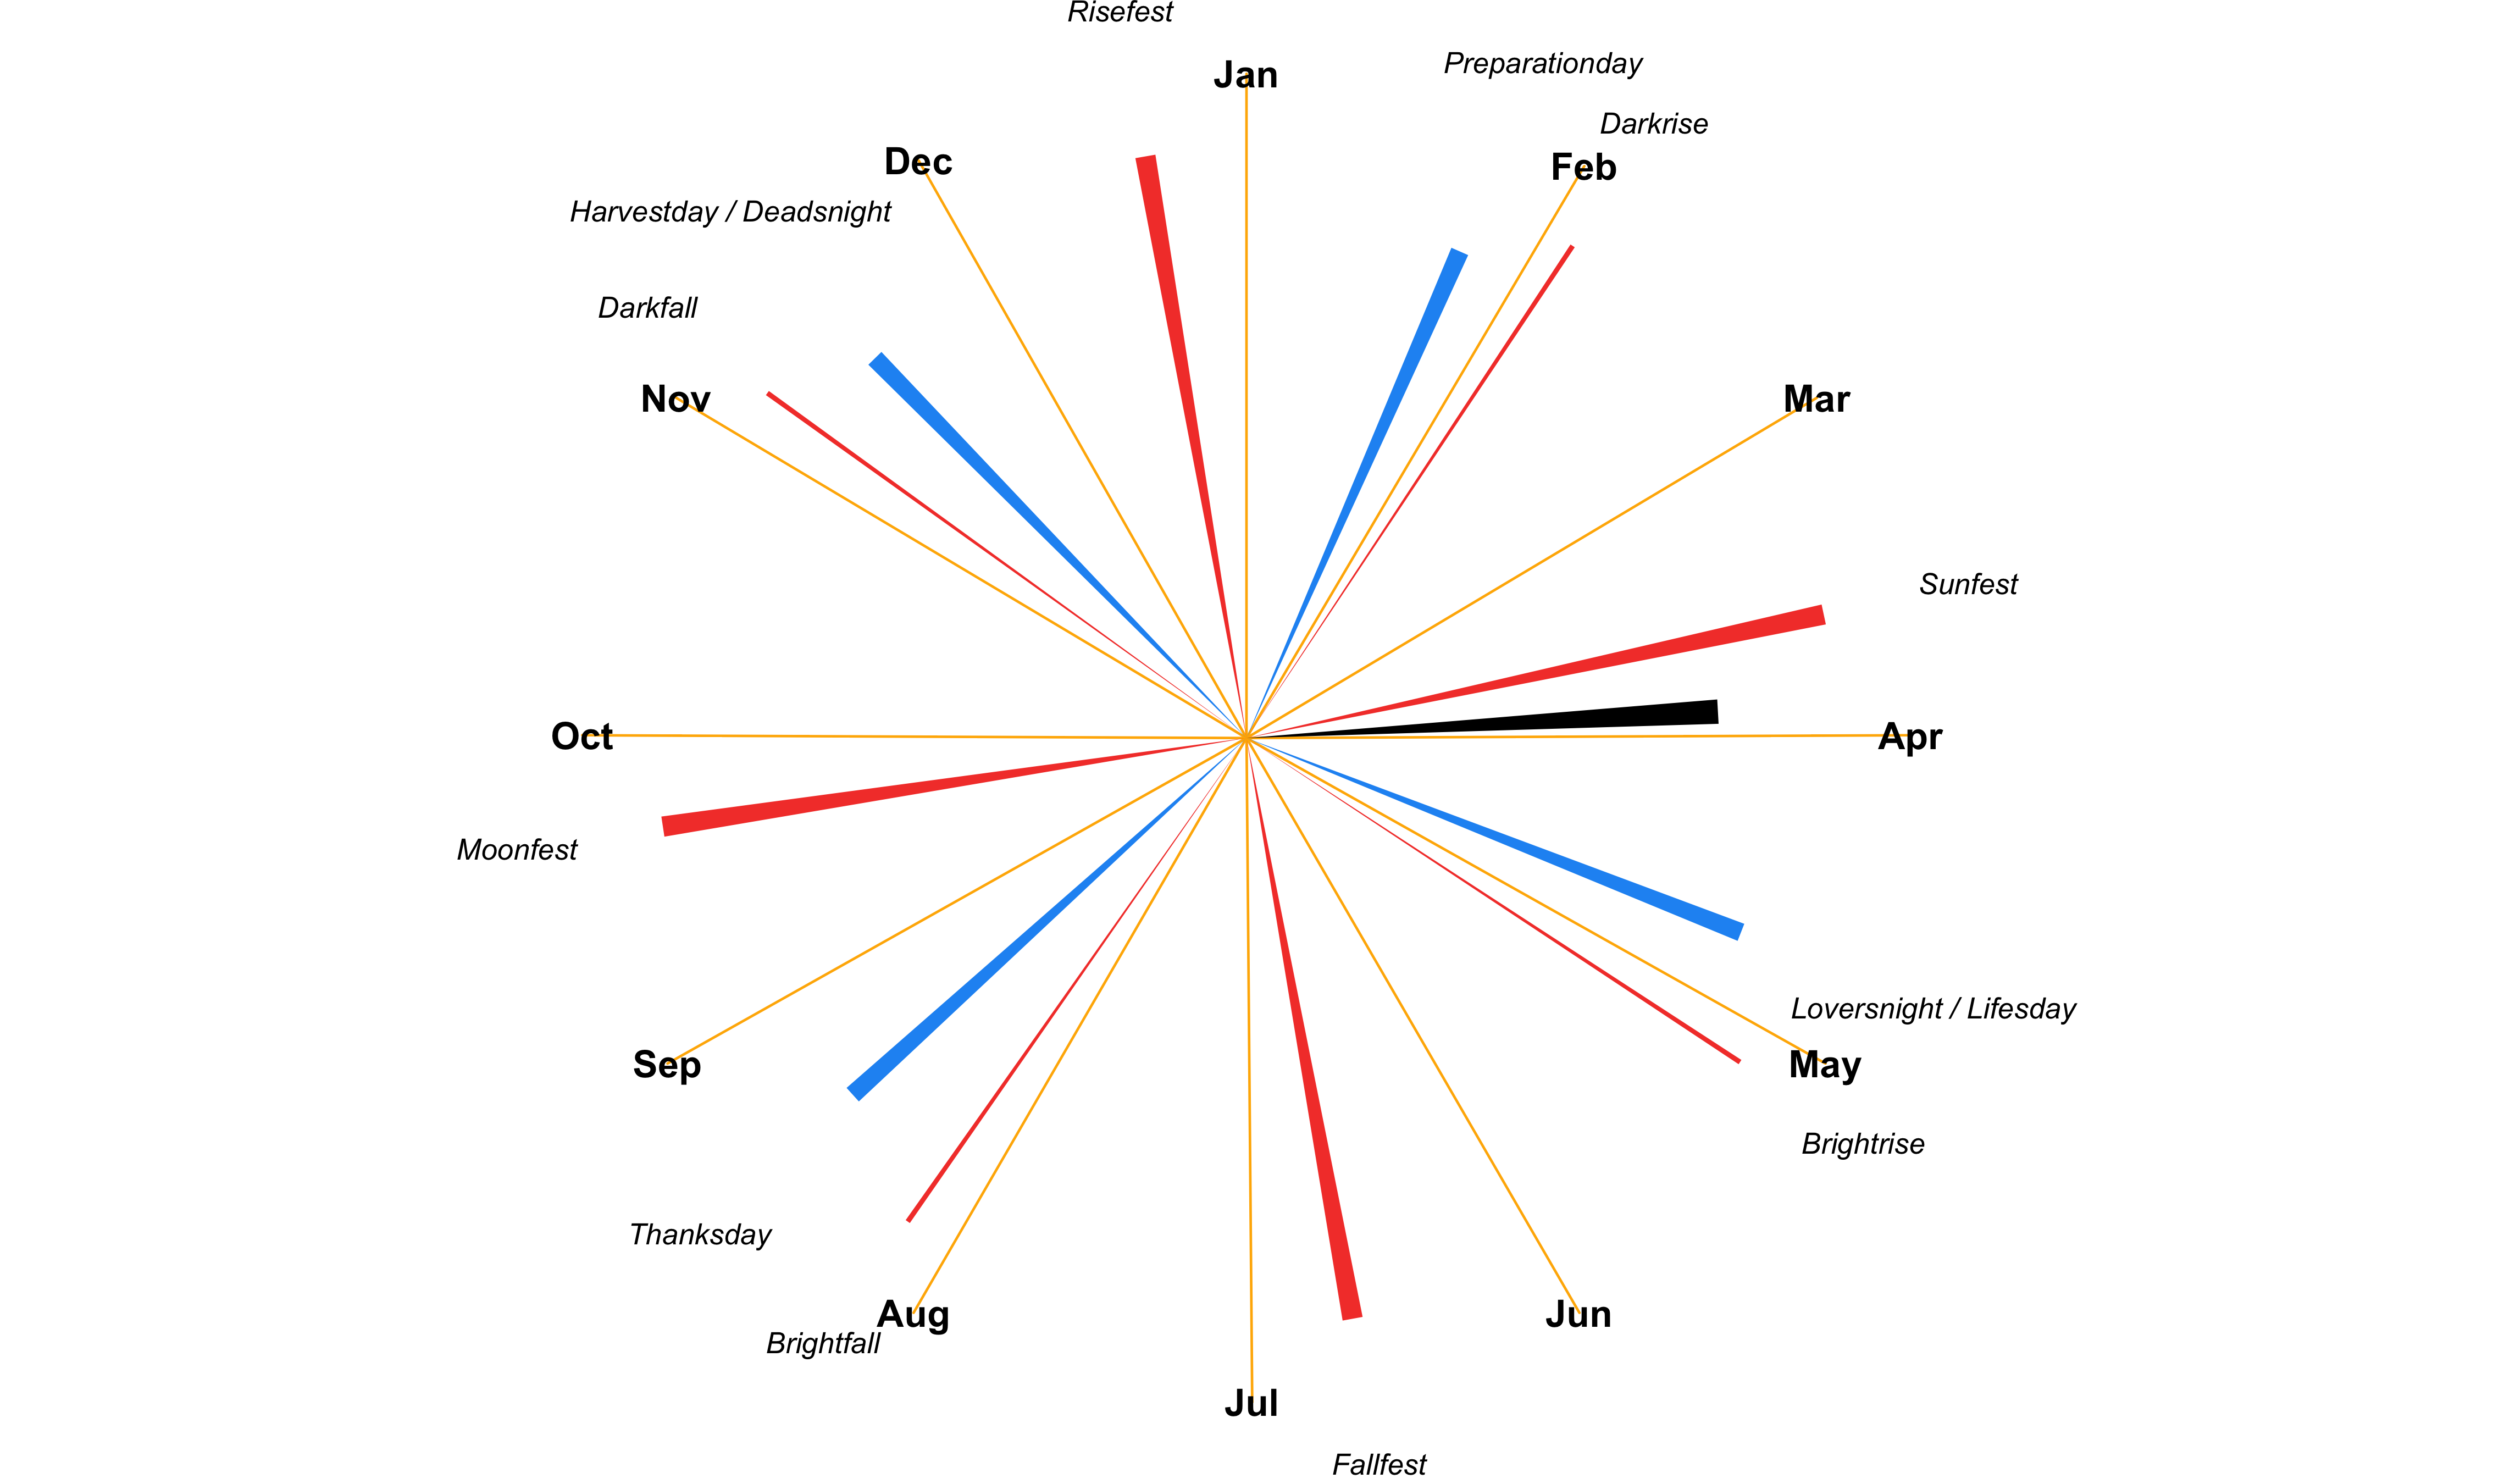 Risefest
Preparationday
Jan
Darkrise
Dec
Feb
Harvestday / Deadsnight
Darkfall
Nov
Mar
Sunfest
Oct
Apr
Moonfest
Loversnight / Lifesday
Sep
May
Brightrise
Thanksday
Aug
Jun
Brightfall
Jul
Fallfest